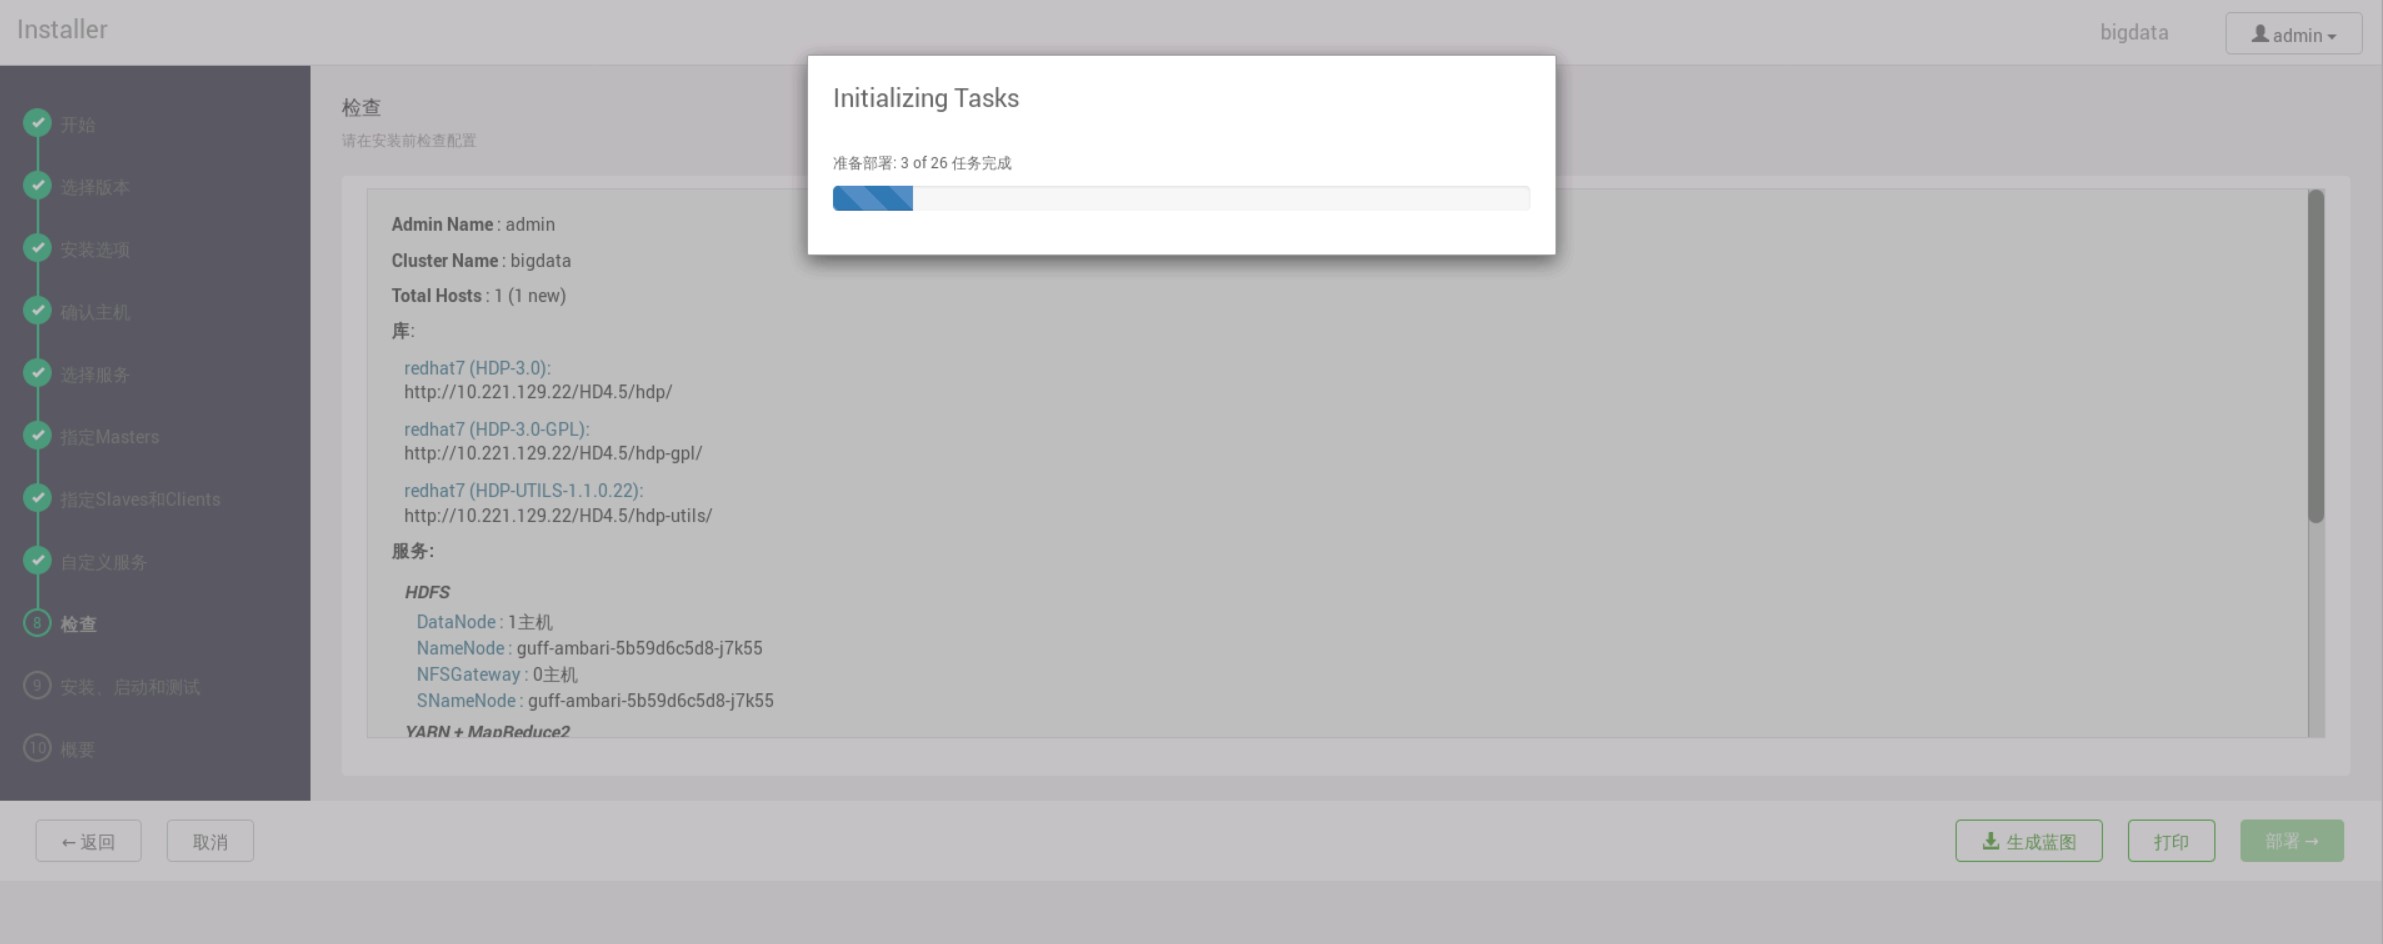 Installer
bigdata
admin
Initializing Tasks
准备部署: 3 of 26 任务完成
开始
选择版本
安装选项
确认主机
选择服务
指定Masters
指定Slaves和Clients
自定义服务
8 检查
9 安装、启动和测试
10 概要
检查
请在安装前检查配置
Admin Name : admin
Cluster Name : bigdata
Total Hosts : 1 (1 new)
库:
redhat7 (HDP-3.0):
http://10.221.129.22/HD4.5/hdp/
redhat7 (HDP-3.0-GPL):
http://10.221.129.22/HD4.5/hdp-gpl/
redhat7 (HDP-UTILS-1.1.0.22):
http://10.221.129.22/HD4.5/hdp-utils/
服务:
HDFS
DataNode : 1主机
NameNode : guff-ambari-5b59d6c5d8-j7k55
NFSGateway : 0主机
SNameNode : guff-ambari-5b59d6c5d8-j7k55
YARN + MapReduce2
←返回
取消
生成蓝图
打印
部署→